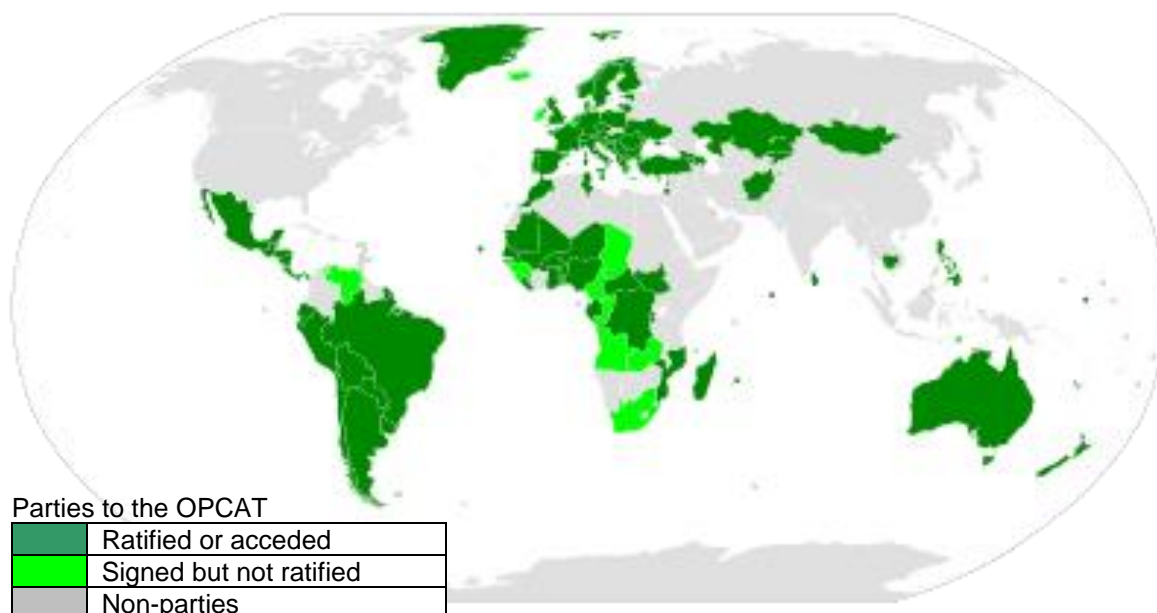 Parties to the OPCAT
Ratified or acceded
Signed but not ratified
Non-parties